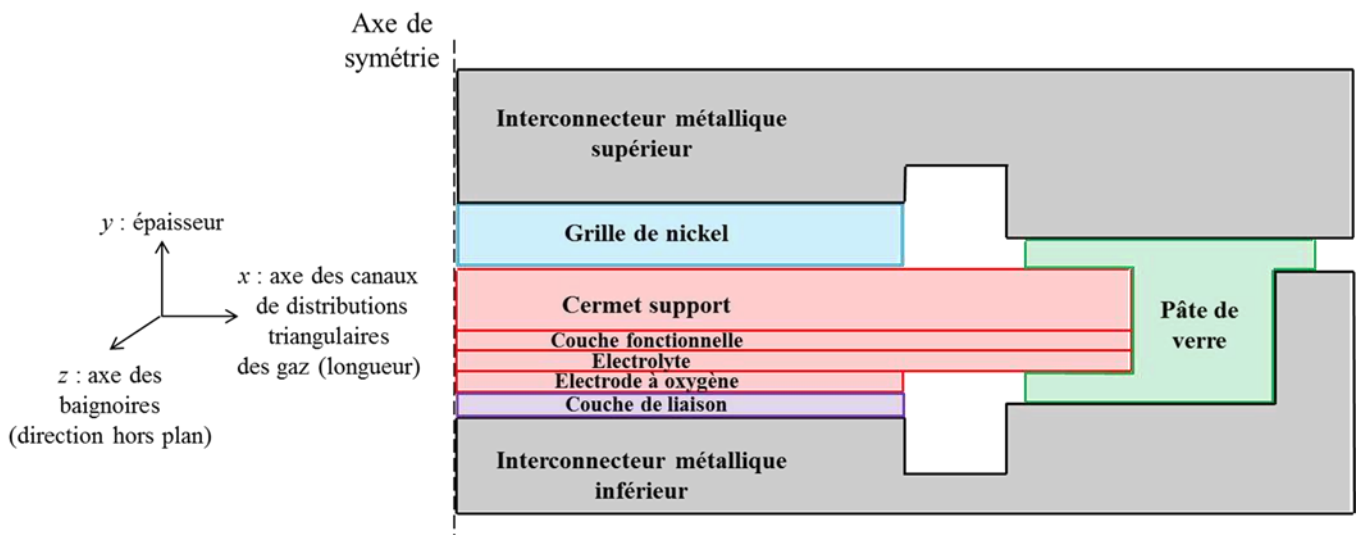 Axe de
symétrie
Interconnecteur métallique
supérieur
y : épaisseur
Grille de nickel
x : axe des canaux
de distributions
triangulaires
des gaz (longueur)
z : axe des
baignoires
(direction hors plan)
Cermet support
Couche fonctionnelle
Electrolyte
Electrode à oxygène
Couche de liaison
Pâte de
verre
Interconnecteur métallique
inférieur